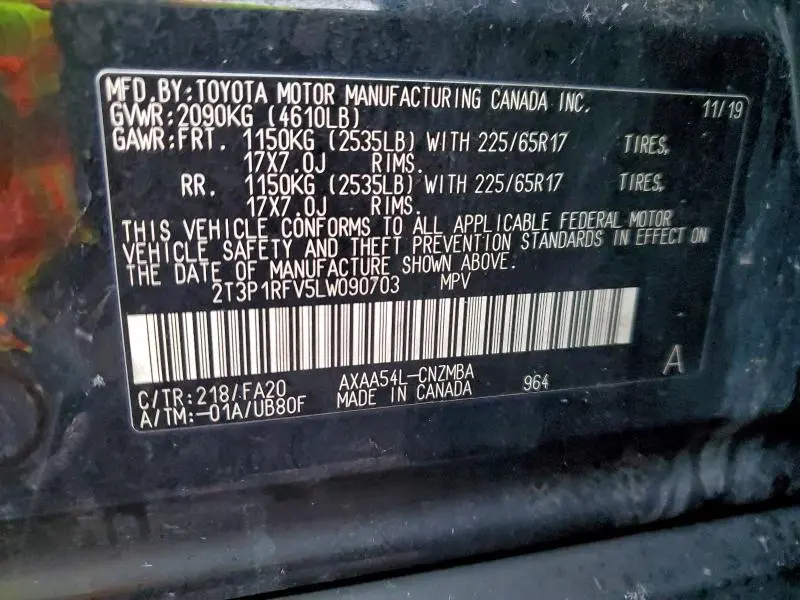 MFD. BY: TOYOTA MOTOR MANUFACTURING CANADA INC. 11/19
GVWR: 2090KG (4610LB)
GAWR: FRT. 1150KG (2535LB) WITH 225/65R17 TIRES,
17X7.0J RIMS.
RR. 1150KG (2535LB) WITH 225/65R17 TIRES,
17X7.0J RIMS.
THIS VEHICLE CONFORMS TO ALL APPLICABLE FEDERAL MOTOR
VEHICLE SAFETY AND THEFT PREVENTION STANDARDS IN EFFECT ON
THE DATE OF MANUFACTURE SHOWN ABOVE.
2T3P1RFV5LW090703 MPV
C/TR: 218/FA20 AXAA54L-CNZMBA 964 A
A/TM: -01A/UB80F MADE IN CANADA